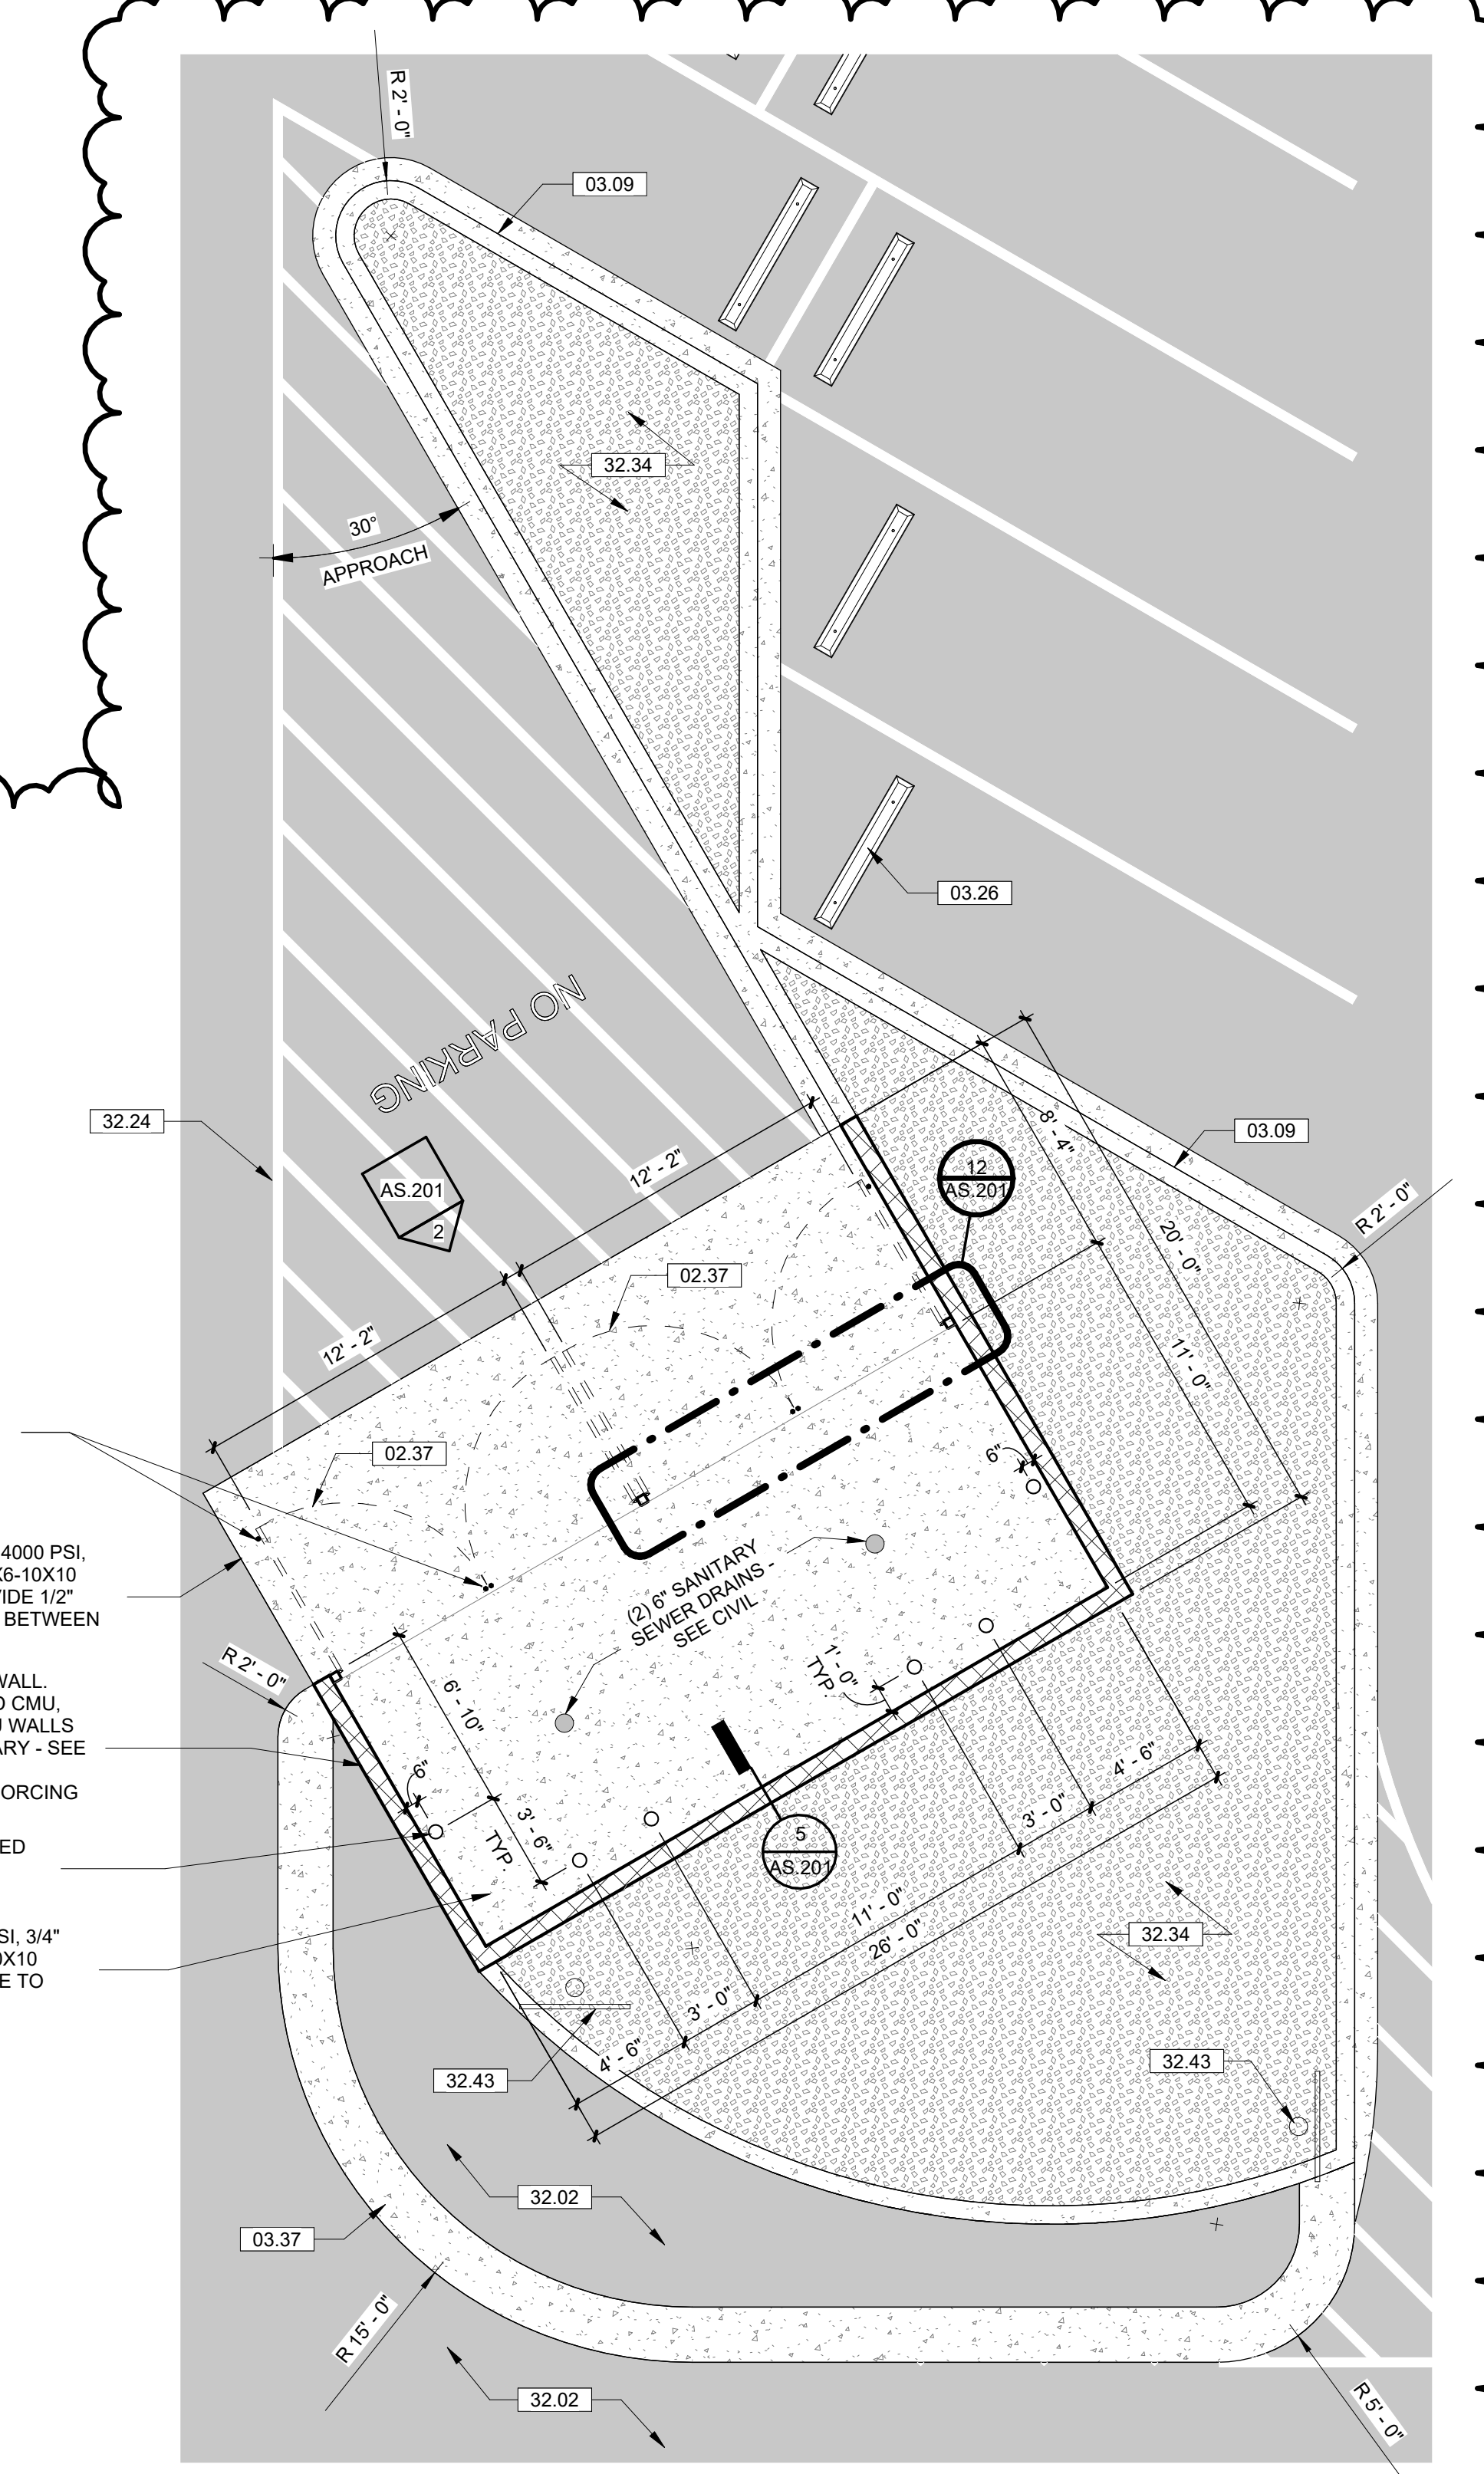 R 2' - 0"
03.09
32.34
30°
APPROACH
03.26
NO PARKING
32.24
AS.201
2
12' - 2"
12' - 2"
02.37
02.37
12
AS.201
8' - 4"
20' - 0"
11' - 0"
03.09
R 2' - 0"
6"
(2) 6" SANITARY
SEWER DRAINS -
SEE CIVIL
4000 PSI,
X6-10X10
VIDE 1/2"
BETWEEN
WALL.
D CMU,
U WALLS
ARY - SEE
ORCING
ED
SI, 3/4"
0X10
E TO
R 2' - 0"
6' - 10"
6"
3' - 6"
TYP.
1' - 0"
TYP.
5
AS.201
4' - 6"
3' - 0"
11' - 0"
26' - 0"
3' - 0"
4' - 6"
32.34
32.43
32.43
32.02
03.37
R 15' - 0"
32.02
R 5' - 0"